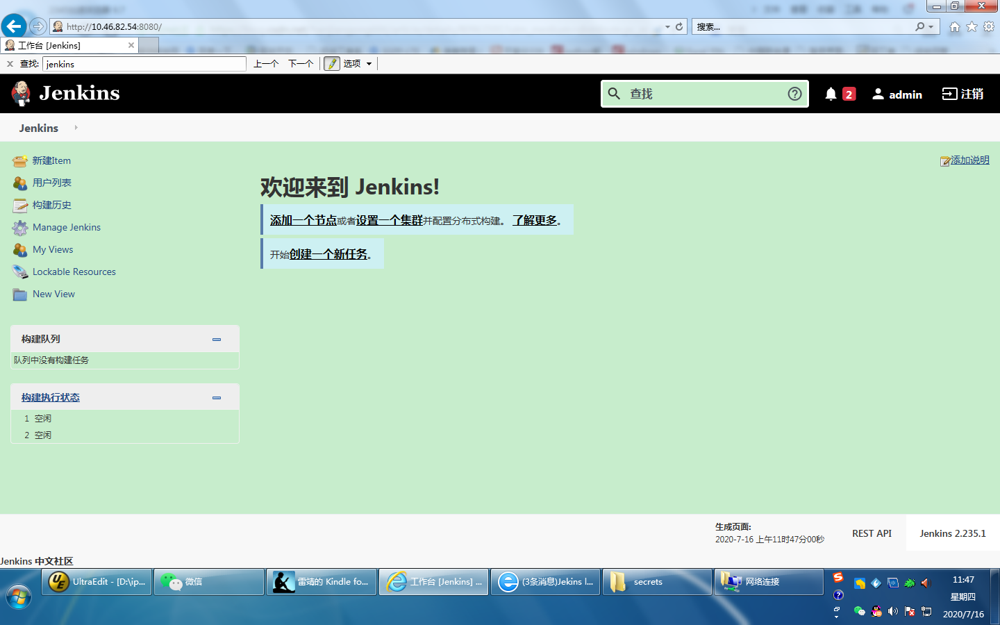 http://10.46.82.54:8080/
搜索...
工作台 [Jenkins]
查找: jenkins 上一个 下一个 选项
Jenkins
查找
2
admin
注销
Jenkins
新建Item
添加说明
用户列表
构建历史
Manage Jenkins
My Views
Lockable Resources
New View
欢迎来到 Jenkins!
添加一个节点或者设置一个集群并配置分布式构建。 了解更多。
开始创建一个新任务。
构建队列
队列中没有构建任务
构建执行状态
1 空闲
2 空闲
生成页面:
2020-7-16 上午11时47分00秒
REST API
Jenkins 2.235.1
Jenkins 中文社区
UltraEdit - [D:\ip...
微信
雷靖的 Kindle fo...
工作台 [Jenkins] ...
(3条消息)Jekins l...
secrets
网络连接
11:47
星期四
2020/7/16